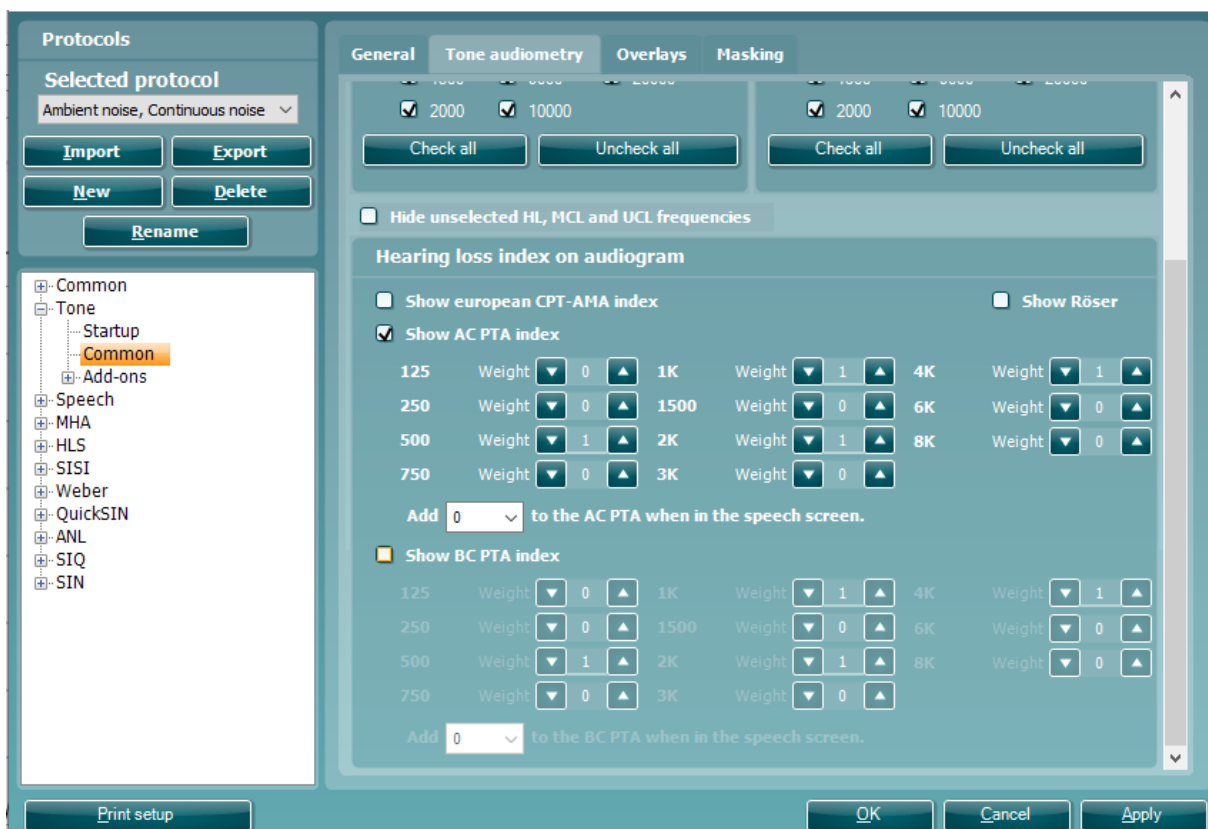 Protocols
Selected protocol
Ambient noise, Continuous noise
Import Export
New Delete
Rename
Common
Tone
Startup
Common
Add-ons
Speech
MHA
HLS
SISI
Weber
QuickSIN
ANL
SIQ
SIN
Print setup
General Tone audiometry Overlays Masking
2000 10000 2000 10000
Check all Uncheck all Check all Uncheck all
Hide unselected HL, MCL and UCL frequencies
Hearing loss index on audiogram
Show european CPT-AMA index Show Röser
Show AC PTA index
125 Weight 0 1K Weight 1 4K Weight 1
250 Weight 0 1500 Weight 0 6K Weight 0
500 Weight 1 2K Weight 1 8K Weight 0
750 Weight 0 3K Weight 0
Add 0 to the AC PTA when in the speech screen.
Show BC PTA index
125 Weight 0 1K Weight 1 4K Weight 1
250 Weight 0 1500 Weight 0 6K Weight 0
500 Weight 1 2K Weight 1 8K Weight 0
750 Weight 0 3K Weight 0
Add 0 to the BC PTA when in the speech screen.
OK Cancel Apply